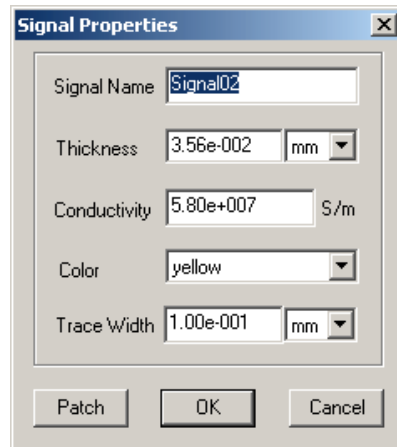 Signal Properties
Signal Name Signal02
Thickness 3.56e-002 mm
Conductivity 5.80e+007 S/m
Color yellow
Trace Width 1.00e-001 mm
Patch OK Cancel